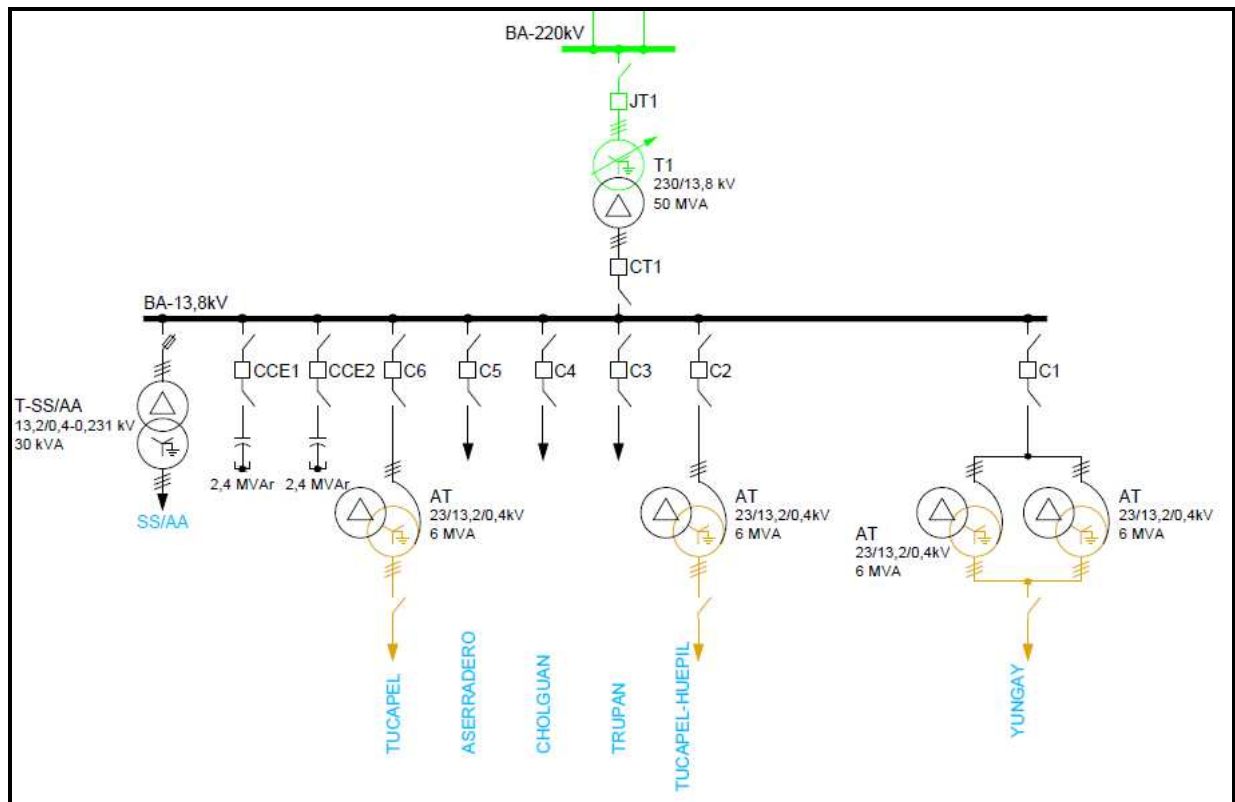 BA-220kV
JT1
T1
230/13,8 kV
50 MVA
CT1
BA-13,8kV
CCE1
CCE2
C6
C5
C4
C3
C2
C1
T-SS/AA
13,2/0,4-0,231 kV
30 kVA
2,4 MVAr
2,4 MVAr
SS/AA
AT
23/13,2/0,4kV
6 MVA
AT
23/13,2/0,4kV
6 MVA
AT
23/13,2/0,4kV
6 MVA
AT
23/13,2/0,4kV
6 MVA
TUCAPEL
ASERRADERO
CHOLGUAN
TRUPAN
TUCAPEL-HUEPIL
YUNGAY